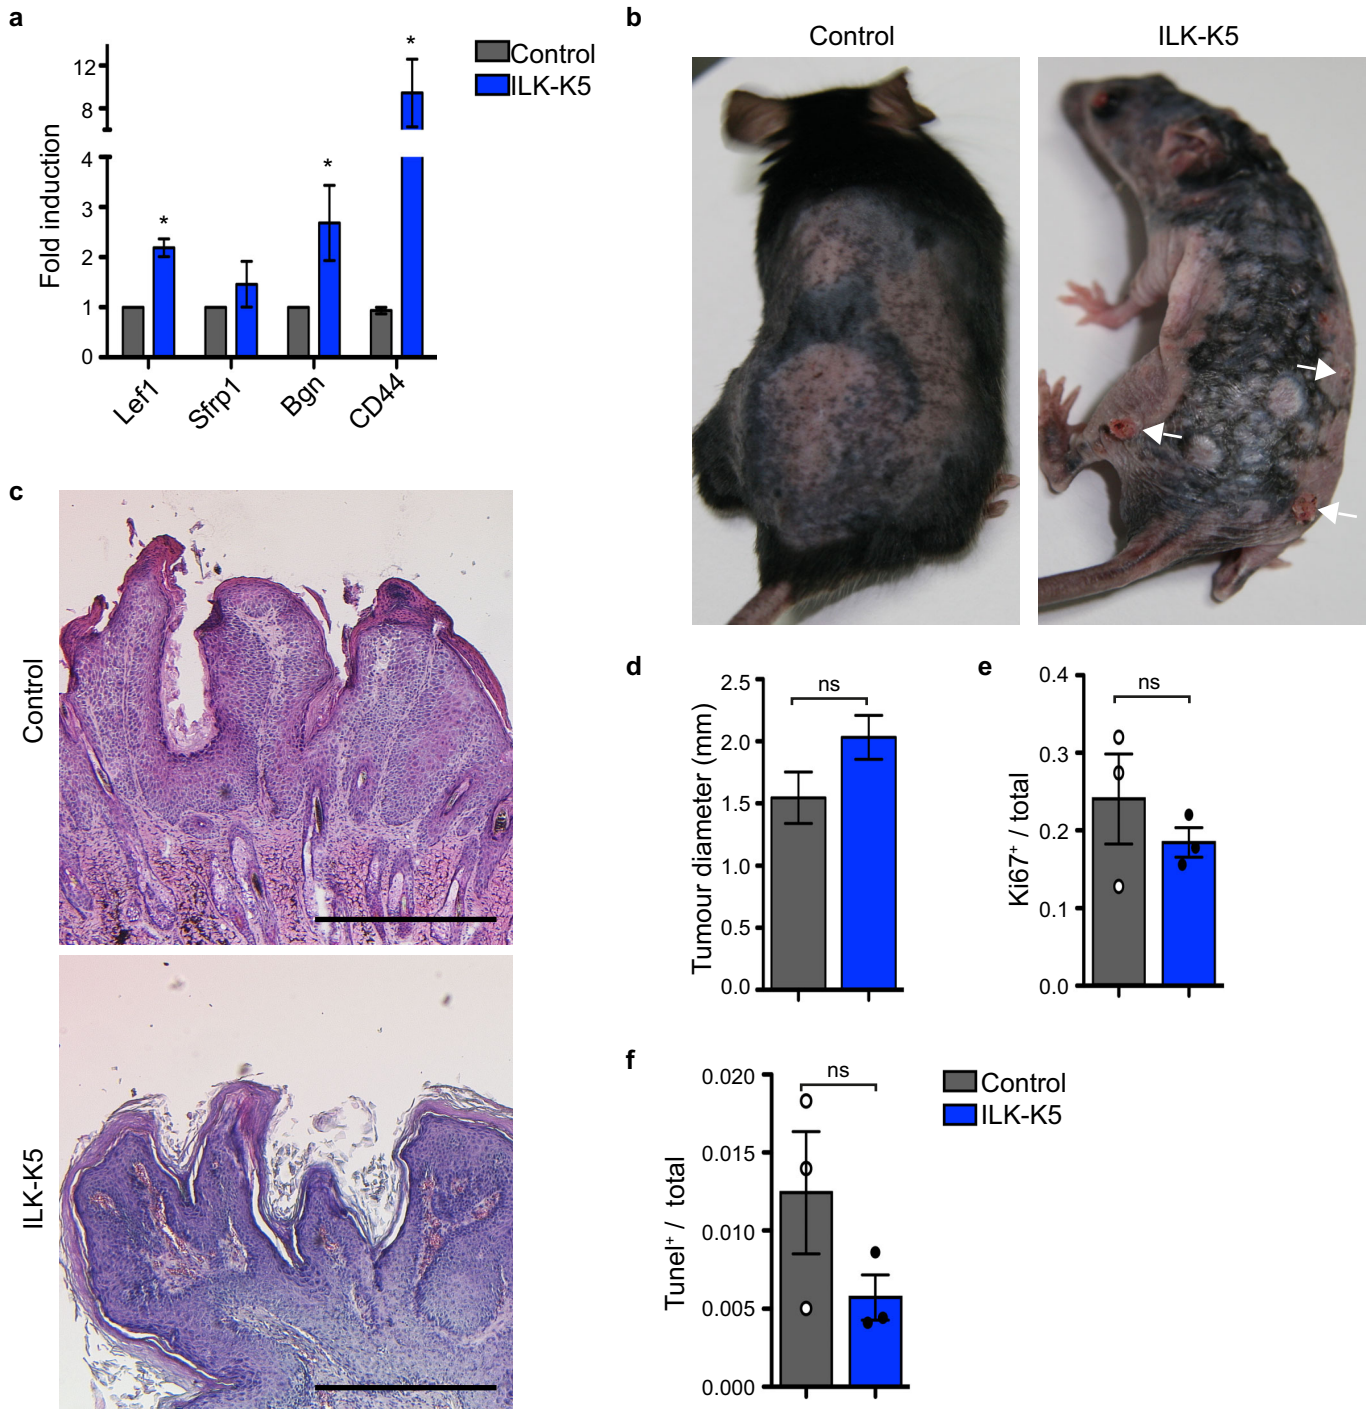 a
*
*
*
Control
ILK-K5
12
8
4
3
2
1
0
Fold induction
Lef1
Sfrp1
Bgn
CD44
b
Control
ILK-K5
c
Control
ILK-K5
d
ns
2.5
2.0
1.5
1.0
0.5
0.0
Tumour diameter (mm)
e
ns
0.4
0.3
0.2
0.1
0.0
Ki67⁺ / total
f
ns
0.020
0.015
0.010
0.005
0.000
Tunel⁺ / total
Control
ILK-K5